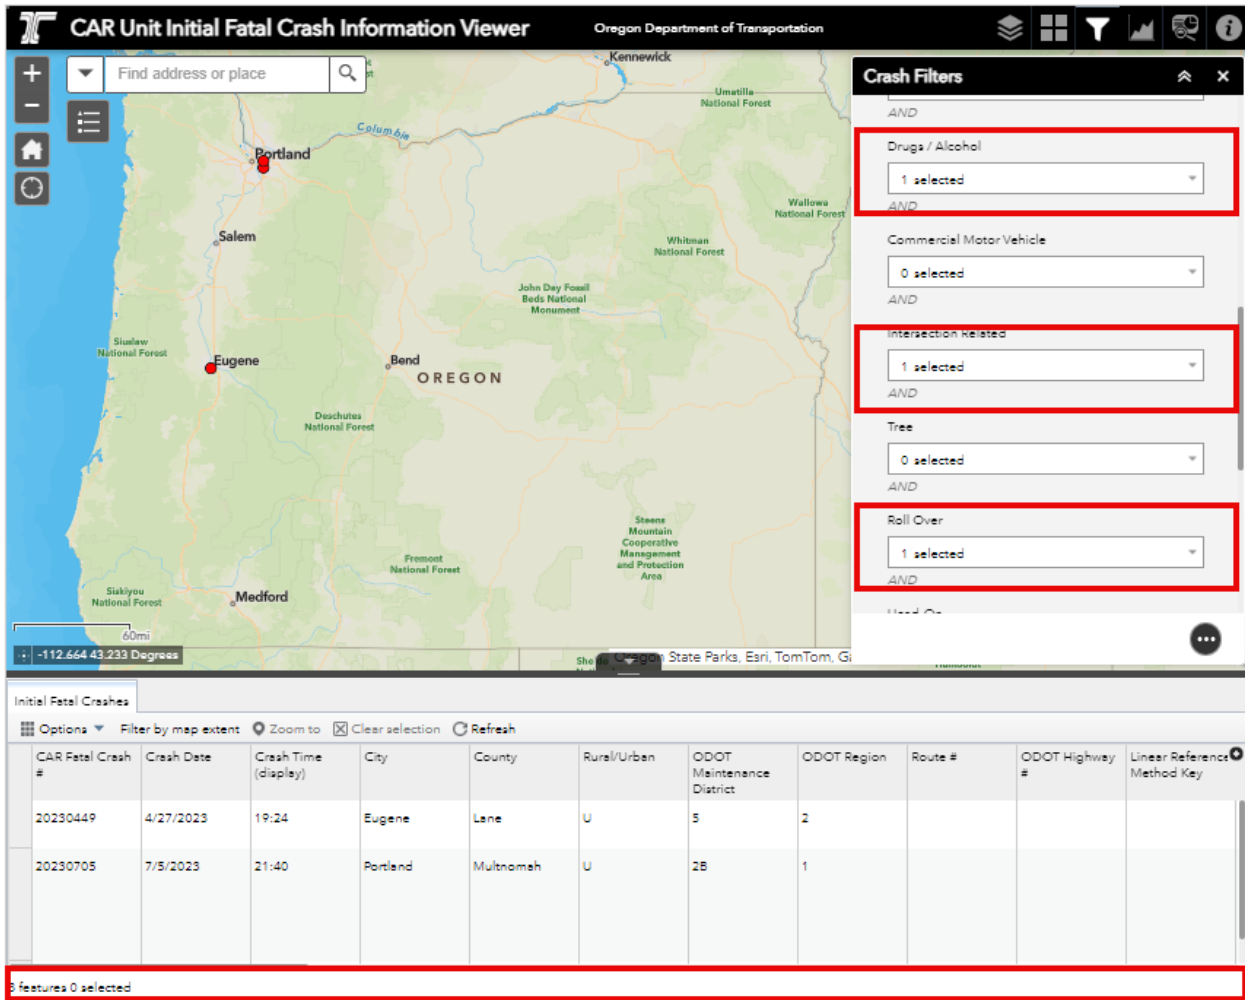 CAR Unit Initial Fatal Crash Information Viewer
Oregon Department of Transportation
Find address or place
Kennewick
Umatilla
National Forest
Columbia
Portland
Salem
Wallowa
National Forest
Whitman
National Forest
John Day Fossil
Beds National
Monument
Siuslaw
National Forest
Eugene
Bend
OREGON
Deschutes
National Forest
Steens
Mountain
Cooperative
Management
and Protection
Area
Fremont
National Forest
Siskiyou
National Forest
Medford
60mi
-112.664 43.233 Degrees
Oregon State Parks, Esri, TomTom, Ga
Crash Filters
AND
Drugs / Alcohol
1 selected
AND
Commercial Motor Vehicle
0 selected
AND
Intersection Related
1 selected
AND
Tree
0 selected
AND
Roll Over
1 selected
AND
Head On
Initial Fatal Crashes
Options Filter by map extent Zoom to Clear selection Refresh
CAR Fatal Crash # Crash Date Crash Time (display) City County Rural/Urban ODOT Maintenance District ODOT Region Route # ODOT Highway # Linear Reference Method Key
20230449 4/27/2023 19:24 Eugene Lane U 5 2
20230705 7/5/2023 21:40 Portland Multnomah U 2B 1
3 features 0 selected